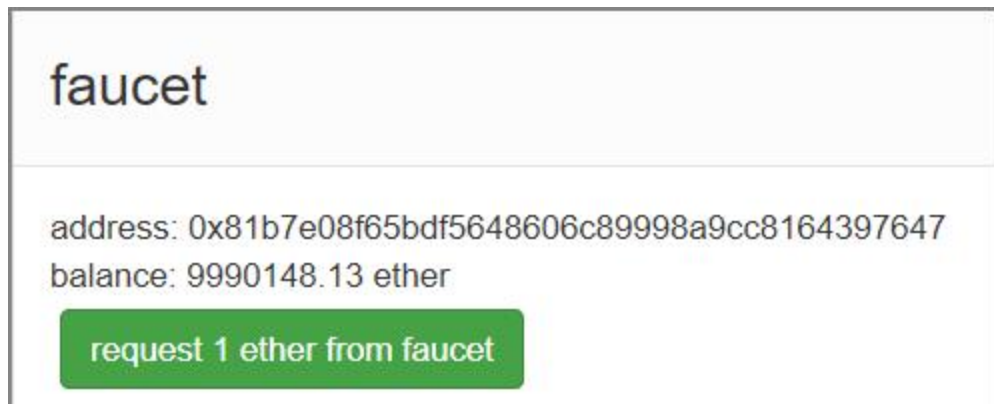 faucet
address: 0x81b7e08f65bdf5648606c89998a9cc8164397647
balance: 9990148.13 ether
request 1 ether from faucet